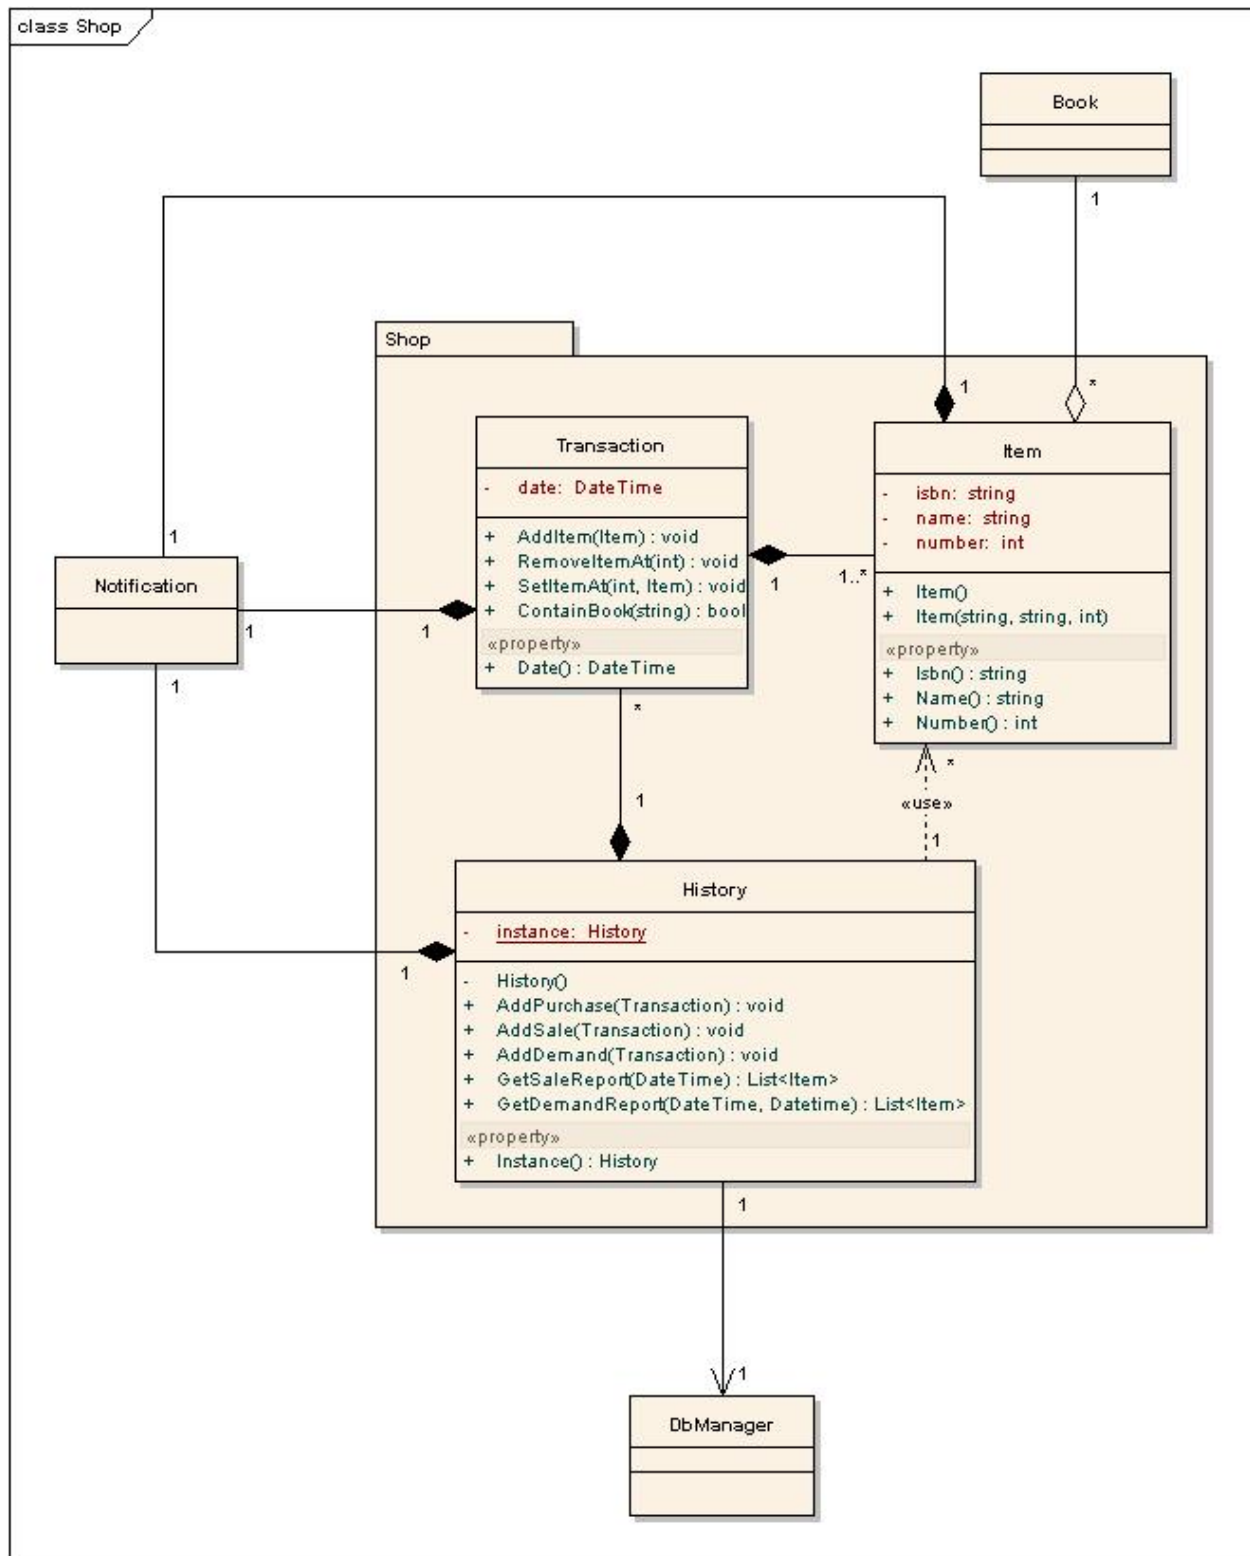 class Shop
Book
1
Shop
1
*
Transaction
Item
- date: DateTime
- isbn: string
- name: string
- number: int
+ AddItem(Item) : void
+ RemoveItemAt(int) : void
+ SetItemAt(int, Item) : void
+ ContainBook(string) : bool
«property»
+ Date() : DateTime
1
1..*
+ Item()
+ Item(string, string, int)
«property»
+ Isbn() : string
+ Name() : string
+ Number() : int
1
Notification
1
1
1
*
*
«use»
1
1
History
- instance: History
1
- History()
+ AddPurchase(Transaction) : void
+ AddSale(Transaction) : void
+ AddDemand(Transaction) : void
+ GetSaleReport(DateTime) : List<Item>
+ GetDemandReport(DateTime, Datetime) : List<Item>
«property»
+ Instance() : History
1
1
DbManager